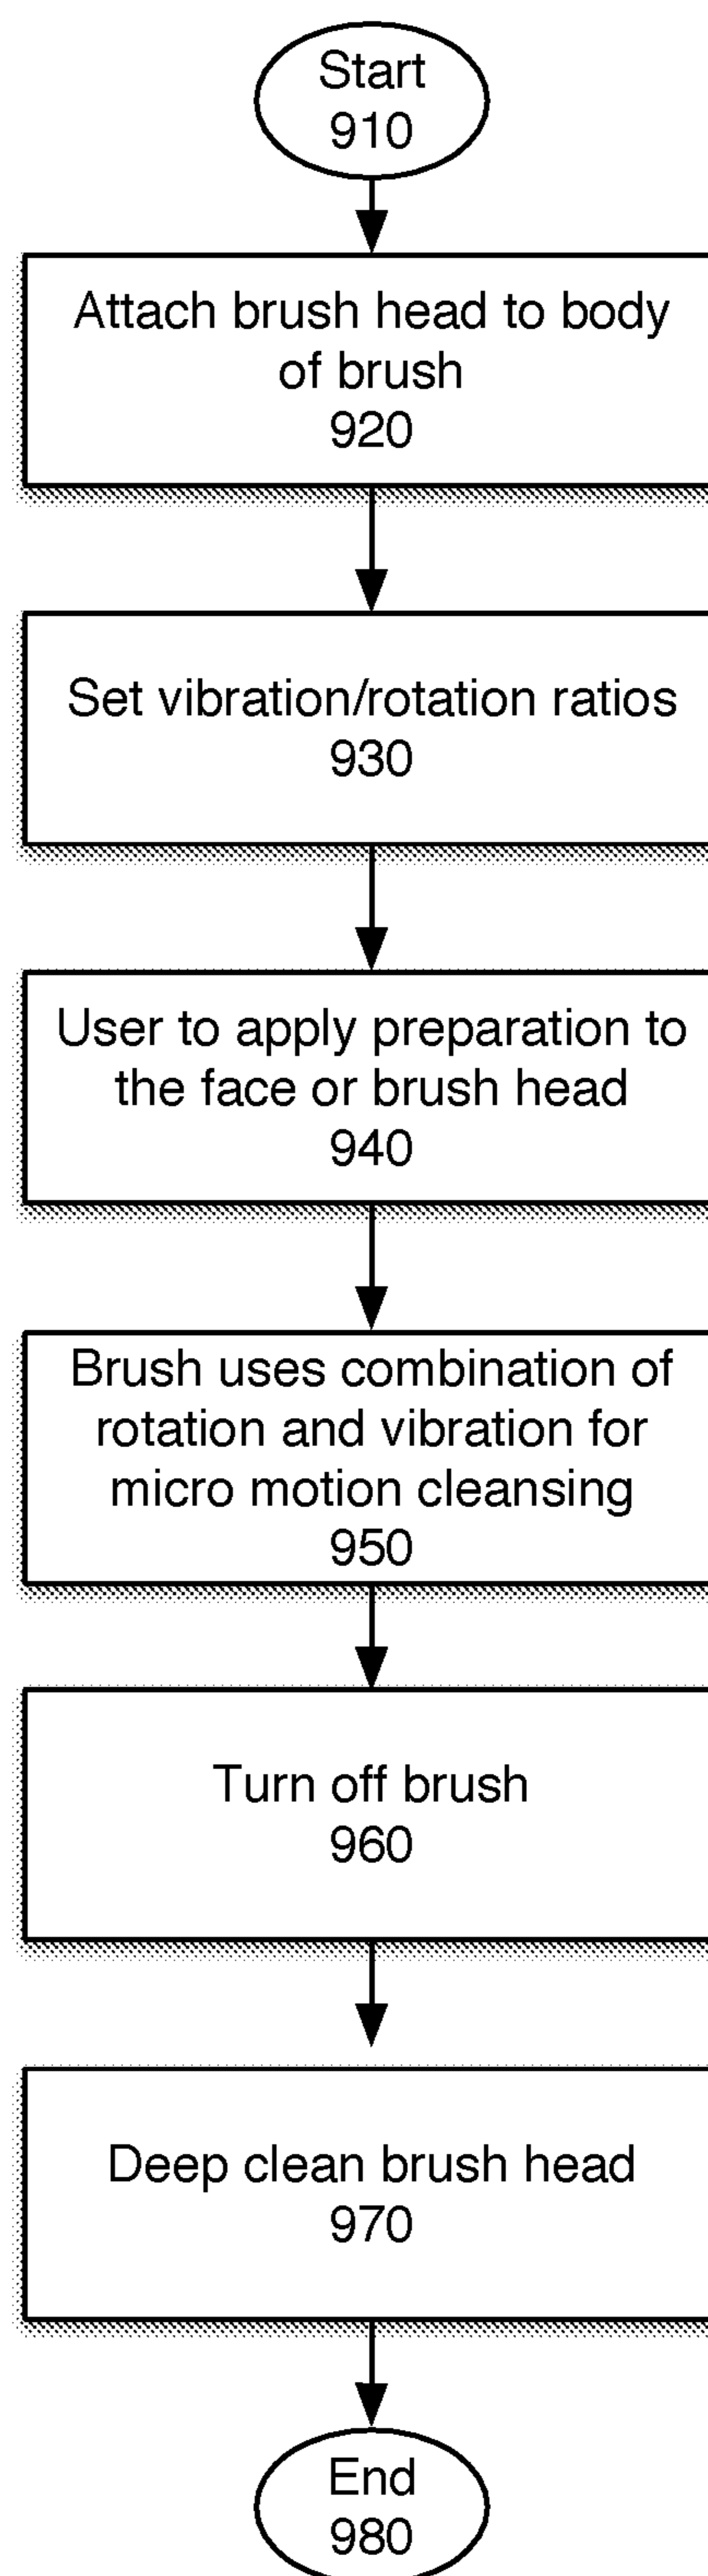 Start
910
Attach brush head to body
of brush
920
Set vibration/rotation ratios
930
User to apply preparation to
the face or brush head
940
Brush uses combination of
rotation and vibration for
micro motion cleansing
950
Turn off brush
960
Deep clean brush head
970
End
980